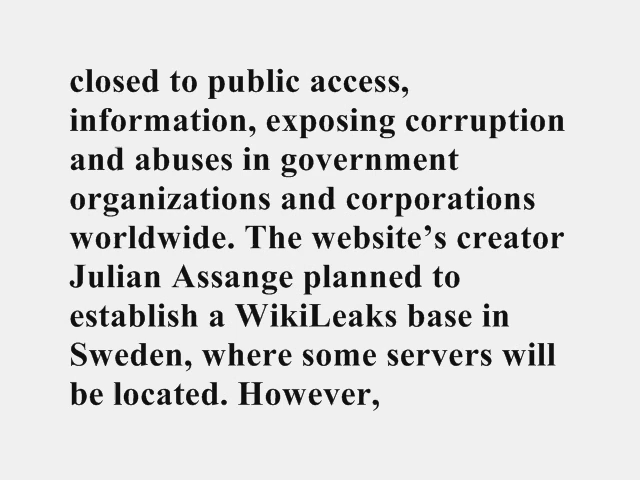 closed to public access,
information, exposing corruption
and abuses in government
organizations and corporations
worldwide. The website’s creator
Julian Assange planned to
establish a WikiLeaks base in
Sweden, where some servers will
be located. However,